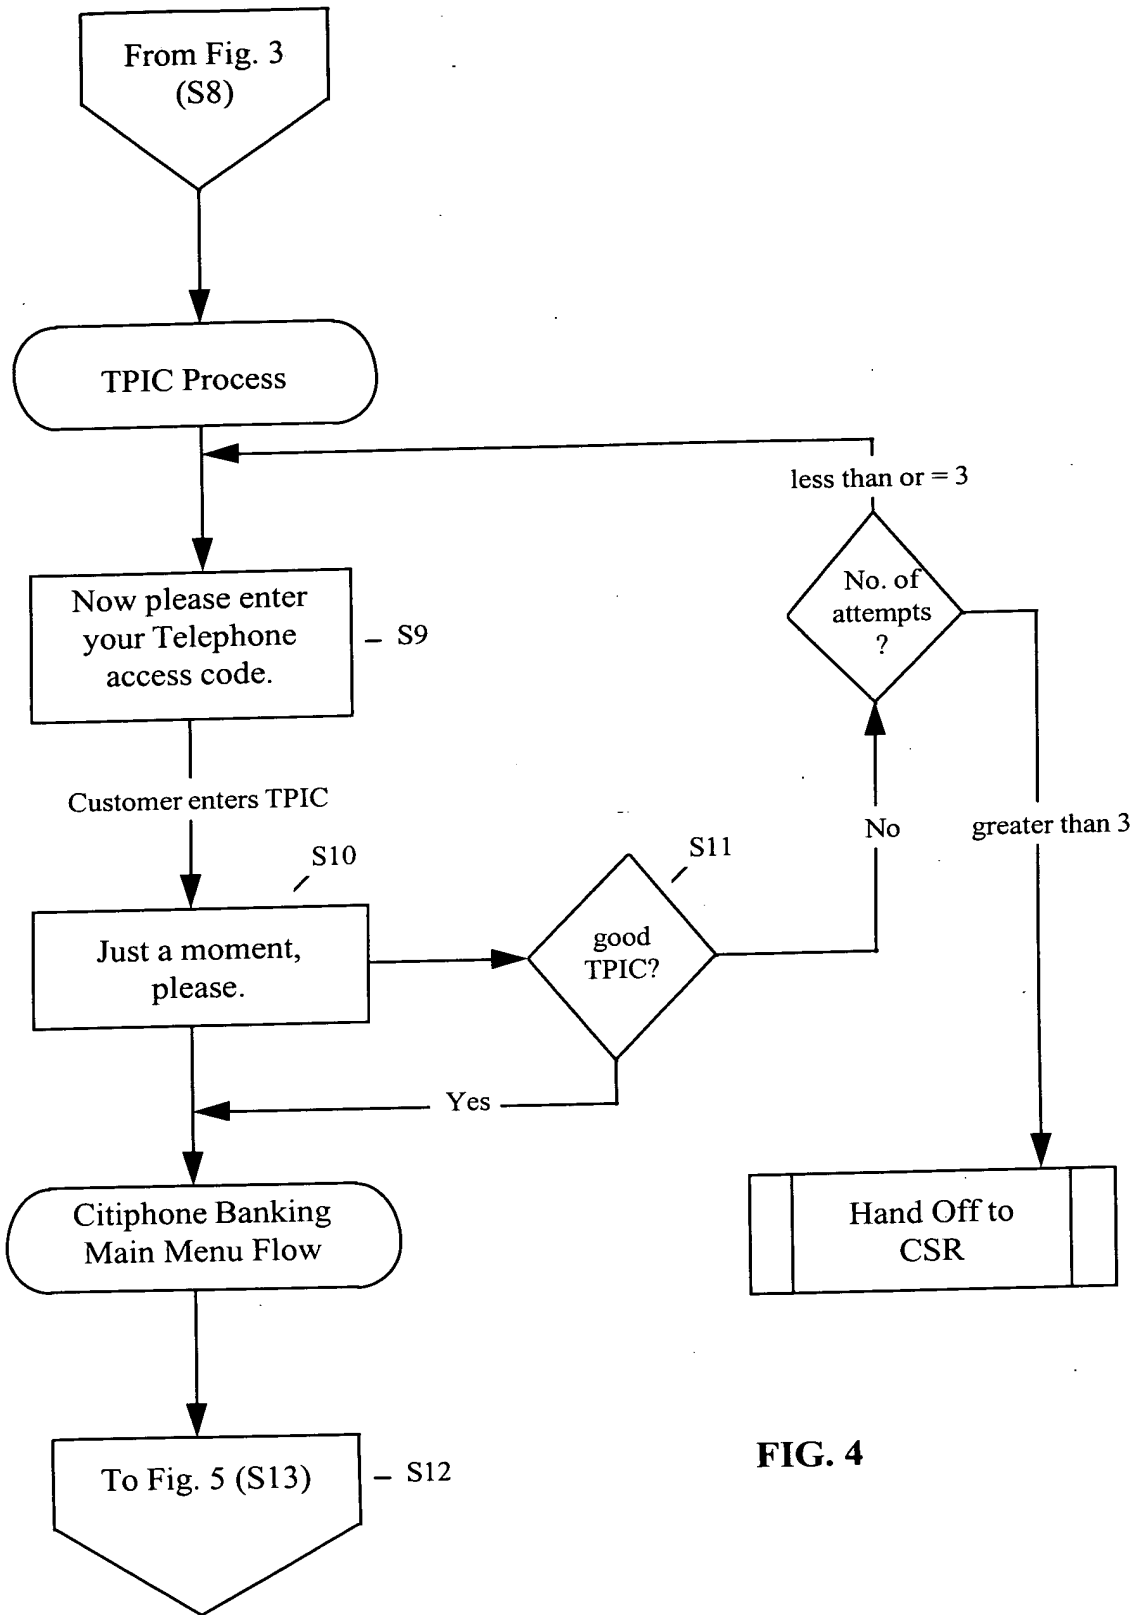 From Fig. 3
(S8)
TPIC Process
less than or = 3
No. of
attempts
?
Now please enter
your Telephone
access code.
S9
Customer enters TPIC
No
greater than 3
S10
S11
Just a moment,
please.
good
TPIC?
Yes
Citiphone Banking
Main Menu Flow
Hand Off to
CSR
To Fig. 5 (S13)
S12
FIG. 4